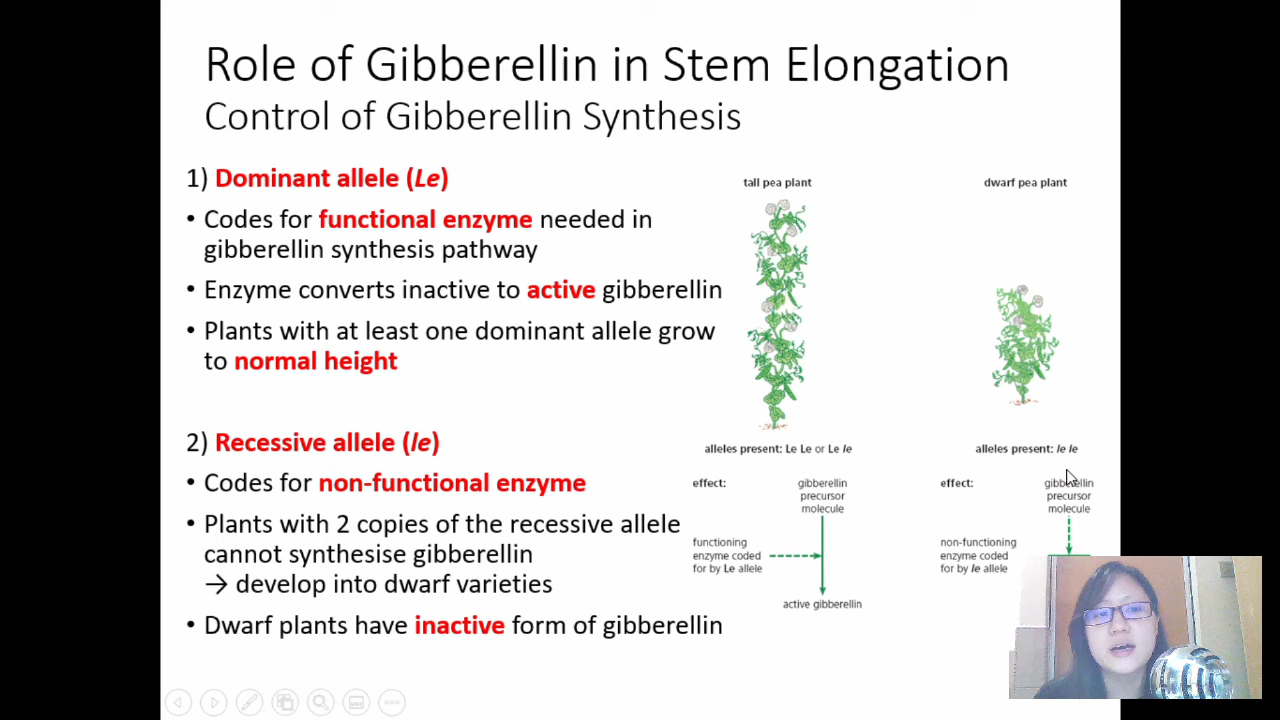 Role of Gibberellin in Stem Elongation
Control of Gibberellin Synthesis
1) Dominant allele (Le)
• Codes for functional enzyme needed in
gibberellin synthesis pathway
• Enzyme converts inactive to active gibberellin
• Plants with at least one dominant allele grow
to normal height
2) Recessive allele (le)
• Codes for non-functional enzyme
• Plants with 2 copies of the recessive allele
cannot synthesise gibberellin
→ develop into dwarf varieties
• Dwarf plants have inactive form of gibberellin
tall pea plant
alleles present: Le Le or Le le
effect:
gibberellin
precursor
molecule
functioning
enzyme coded
for by Le allele
active gibberellin
dwarf pea plant
alleles present: le le
effect:
gibberellin
precursor
molecule
non-functioning
enzyme coded
for by le allele